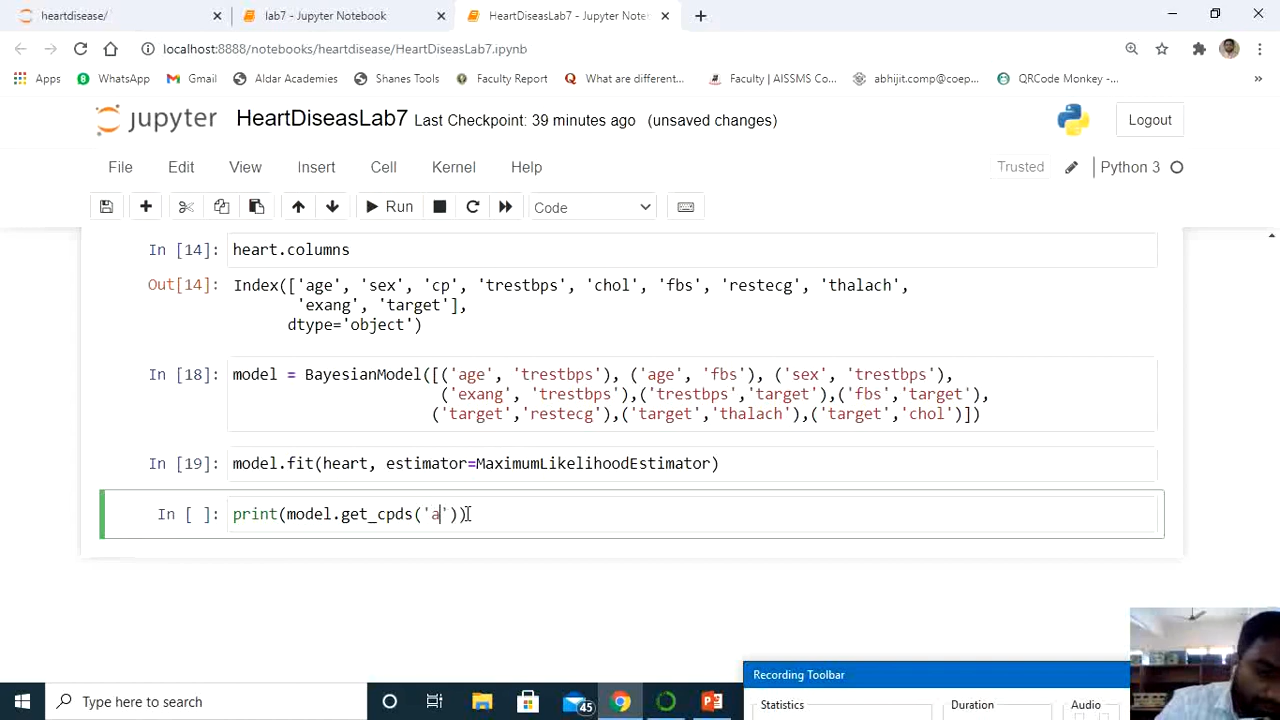 heartdisease/
lab7 - Jupyter Notebook
HeartDiseasLab7 - Jupyter Note
localhost:8888/notebooks/heartdisease/HeartDiseasLab7.ipynb
Apps
WhatsApp
Gmail
Aldar Academies
Shanes Tools
Faculty Report
What are different...
Faculty | AISSMS Co...
abhijit.comp@coep...
QRCode Monkey -...
»
jupyter
HeartDiseasLab7 Last Checkpoint: 39 minutes ago (unsaved changes)
Logout
File Edit View Insert Cell Kernel Help
Trusted
Python 3
Run
Code
In [14]: heart.columns
Out[14]: Index(['age', 'sex', 'cp', 'trestbps', 'chol', 'fbs', 'restecg', 'thalach',
'exang', 'target'],
dtype='object')
In [18]: model = BayesianModel([('age', 'trestbps'), ('age', 'fbs'), ('sex', 'trestbps'),
('exang', 'trestbps'),('trestbps','target'),('fbs','target'),
('target','restecg'),('target','thalach'),('target','chol')])
In [19]: model.fit(heart, estimator=MaximumLikelihoodEstimator)
In [ ]: print(model.get_cpds('a'))
Recording Toolbar
Statistics
Duration
Audio
Type here to search
45